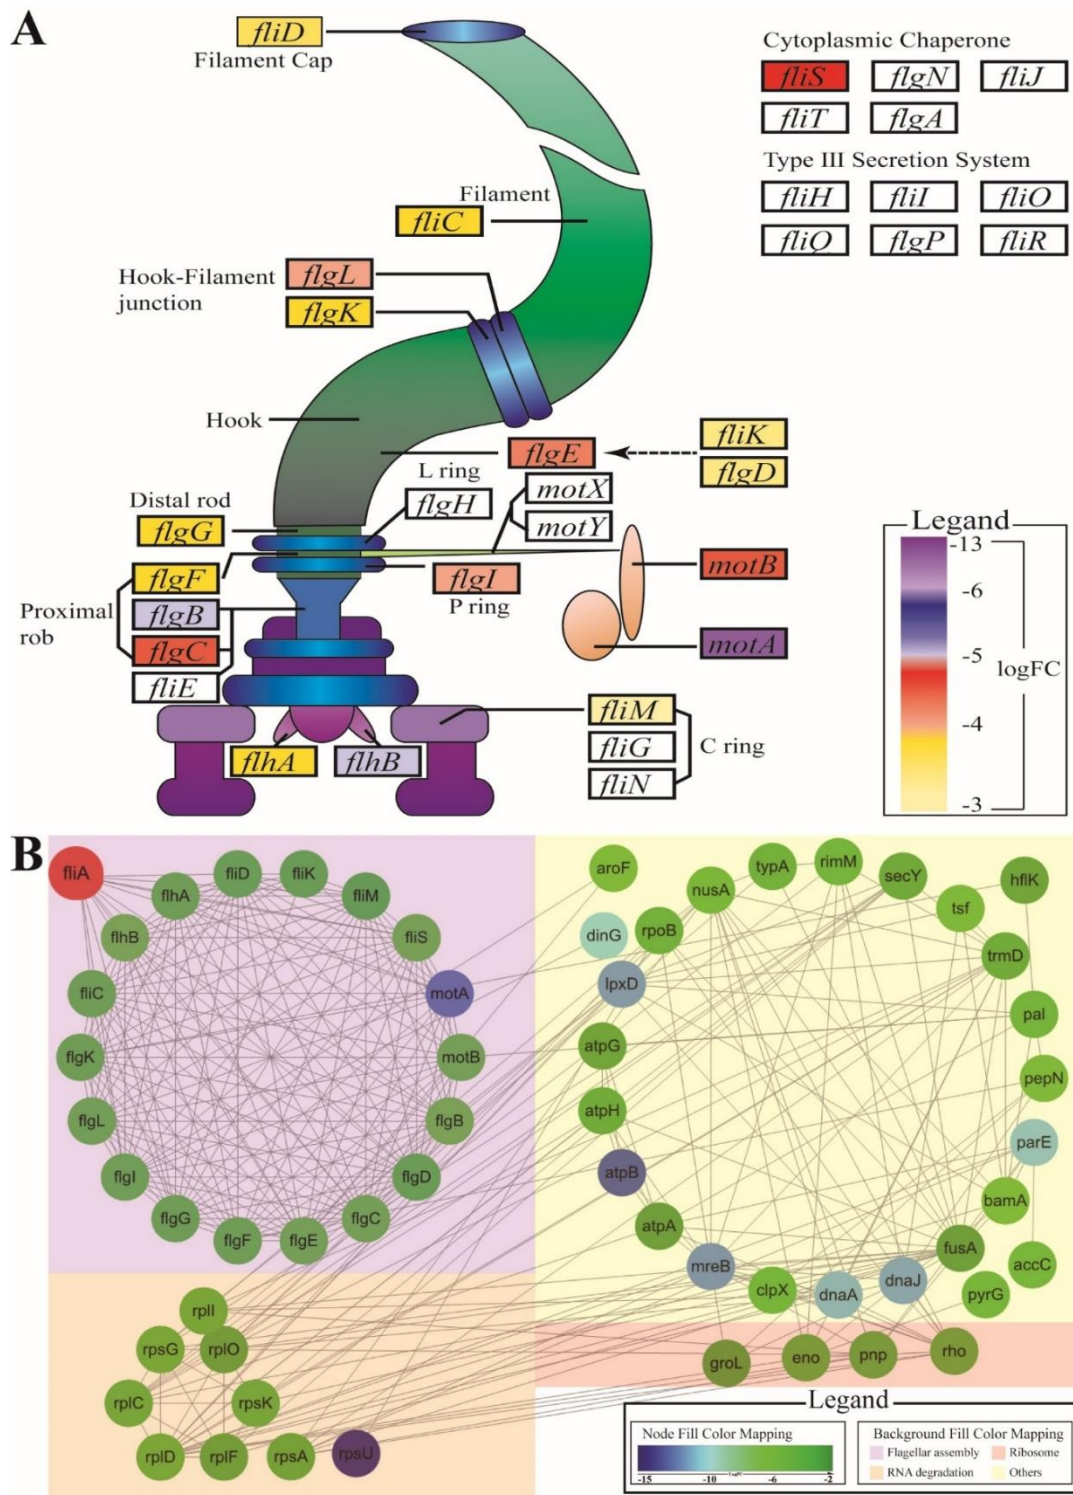 A
fliD
Filament Cap
Cytoplasmic Chaperone
fliS flgN fliJ
fliT flgA
Type III Secretion System
fliH fliI fliO
fliQ flgP fliR
Filament
fliC
Hook-Filament
junction
flgL
flgK
Hook
flgE
fliK
flgD
L ring
flgH
motX
motY
Distal rod
flgG
flgF
Proximal
rob
flgB
flgC
fliE
flgI
P ring
motB
motA
flhA
flhB
fliM
fliG
fliN
C ring
Legand
-13
-6
-5
-4
-3
logFC
B
fliA
flhA
fliD
fliK
fliM
fliS
motA
motB
flgB
flgD
flgC
flgE
flgF
flgG
flgI
flgL
flgK
fliC
flhB
aroF
nusA
typA
rimM
secY
hflK
tsf
trmD
pal
pepN
parE
bamA
accC
fusA
pyrG
dnaJ
dnaA
clpX
mreB
atpA
atpB
atpH
atpG
lpxD
dinG
rpoB
rplI
rpsG
rplO
rplC
rpsK
rplD
rplF
rpsA
rpsU
groL
eno
pnp
rho
Legand
Node Fill Color Mapping
-15 -10 LogFC -6 -2
Background Fill Color Mapping
Flagellar assembly
Ribosome
RNA degradation
Others